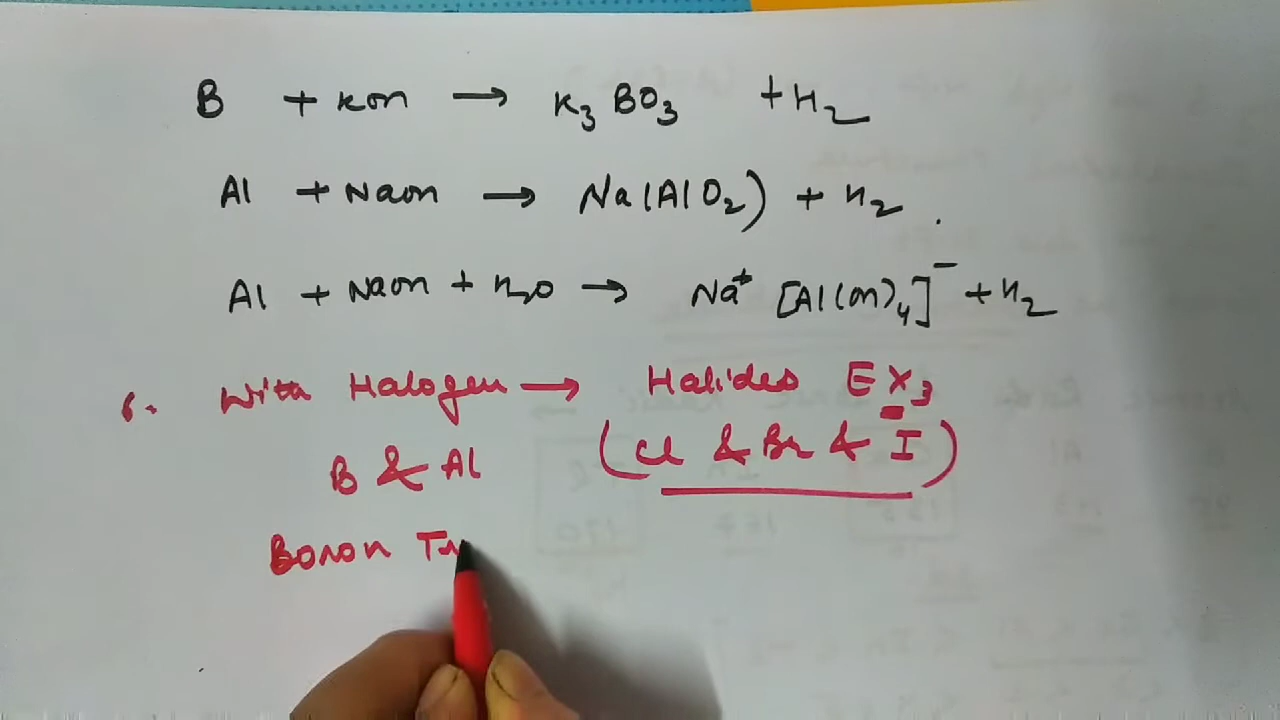 B + KOH → K₃BO₃ + H₂
Al + NaOH → Na(AlO₂) + H₂.
Al + NaOH + H₂O → Na⁺ [Al(OH)₄]⁻ + H₂
6. With Halogen → Halides EX₃
B & Al (Cl & Br & I)
Boron Tr